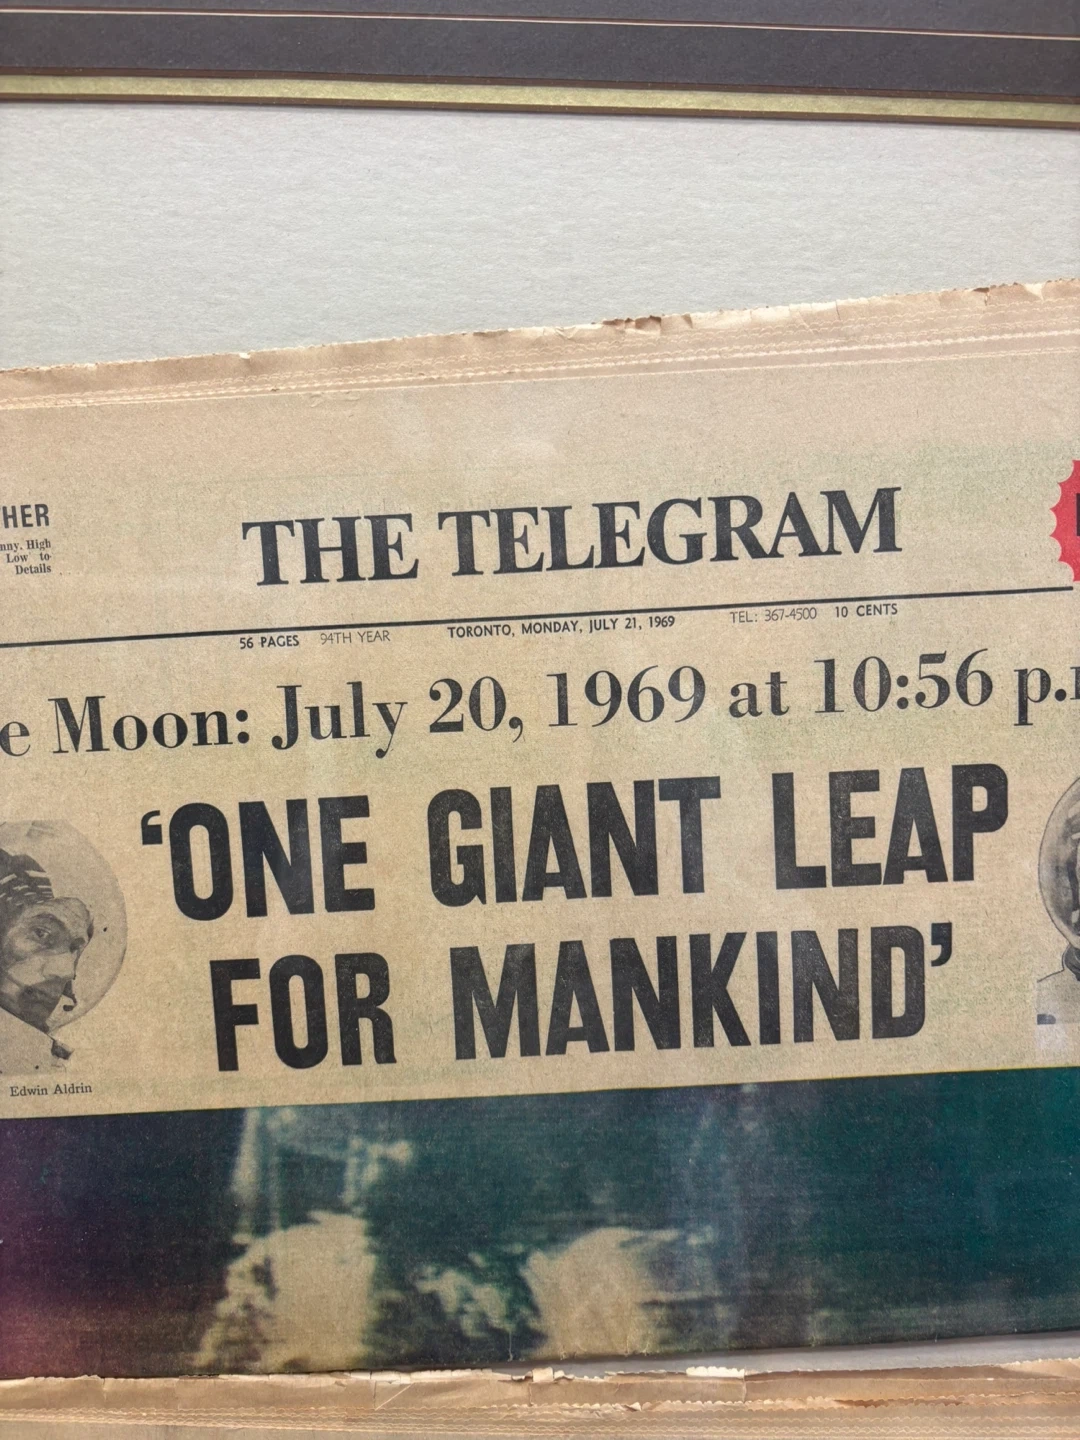 HER
nny. High
Low to
Details
THE TELEGRAM
56 PAGES 94TH YEAR TORONTO, MONDAY, JULY 21, 1969 TEL: 367-4500 10 CENTS
e Moon: July 20, 1969 at 10:56 p.
‘ONE GIANT LEAP
FOR MANKIND’
Edwin Aldrin